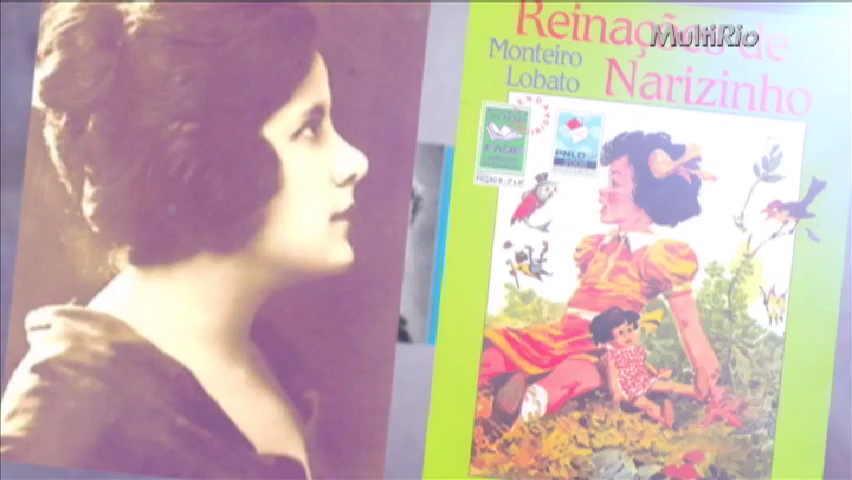 MultiRio
Reinações de
Monteiro
Lobato
Narizinho
PNLD